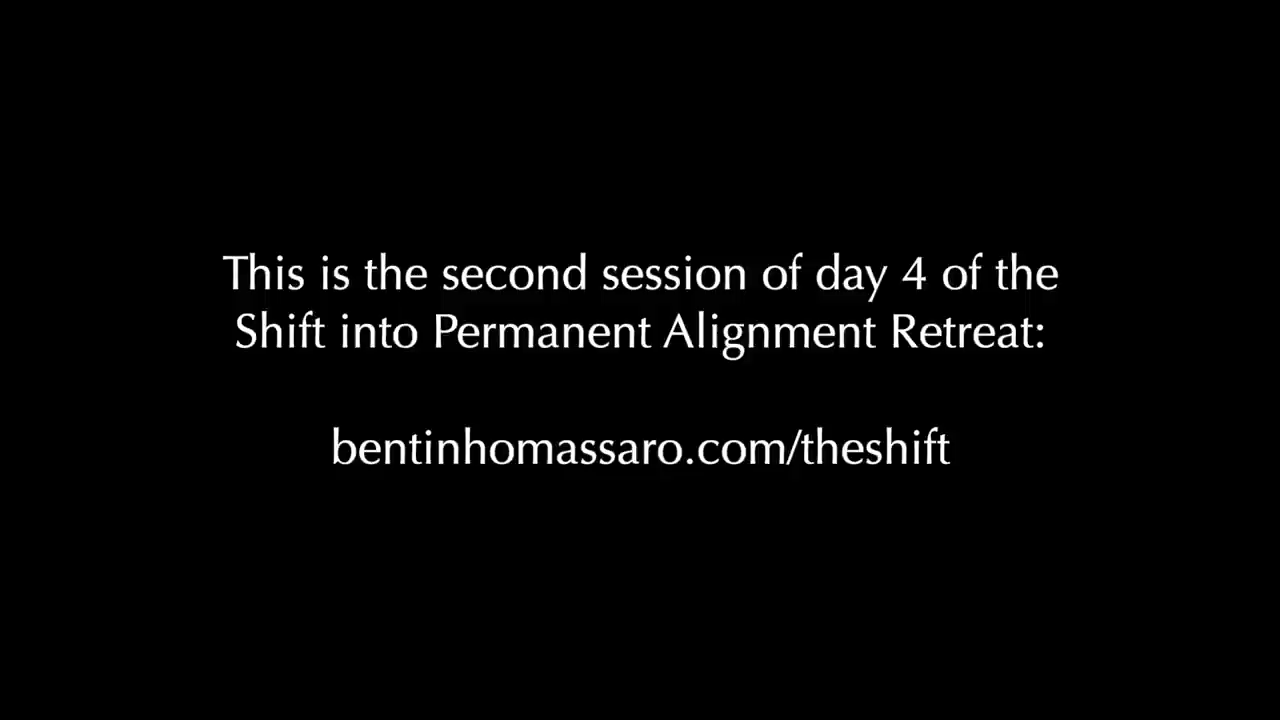 This is the second session of day 4 of the
Shift into Permanent Alignment Retreat:
bentinhomassaro.com/theshift